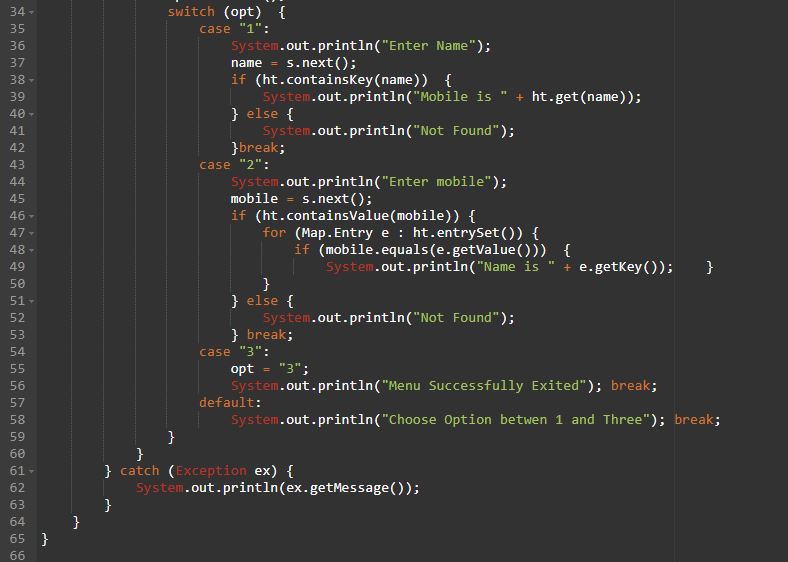 34 switch (opt)  {
35 case "1":
36 System.out.println("Enter Name");
37 name = s.next();
38 if (ht.containsKey(name))  {
39 System.out.println("Mobile is " + ht.get(name));
40 } else {
41 System.out.println("Not Found");
42 }break;
43 case "2":
44 System.out.println("Enter mobile");
45 mobile = s.next();
46 if (ht.containsValue(mobile)) {
47 for (Map.Entry e : ht.entrySet()) {
48 if (mobile.equals(e.getValue()))  {
49 System.out.println("Name is " + e.getKey());    }
50 }
51 } else {
52 System.out.println("Not Found");
53 } break;
54 case "3":
55 opt = "3";
56 System.out.println("Menu Successfully Exited"); break;
57 default:
58 System.out.println("Choose Option betwen 1 and Three"); break;
59 }
60 }
61 } catch (Exception ex) {
62 System.out.println(ex.getMessage());
63 }
64 }
65 }
66